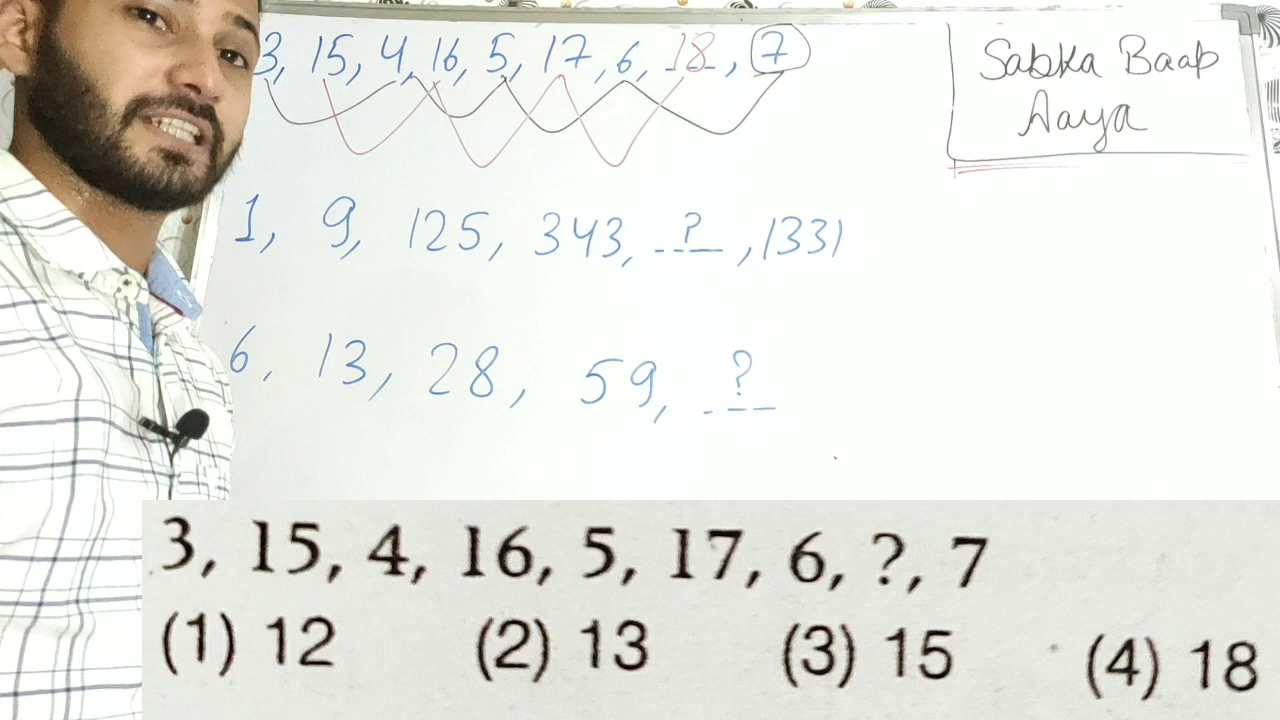 3, 15, 4, 16, 5, 17, 6, 18, 7
Sabka Baap
Aaya
1, 9, 125, 343, ?, 1331
6, 13, 28, 59, ?
3, 15, 4, 16, 5, 17, 6, ?, 7
(1) 12 (2) 13 (3) 15 (4) 18